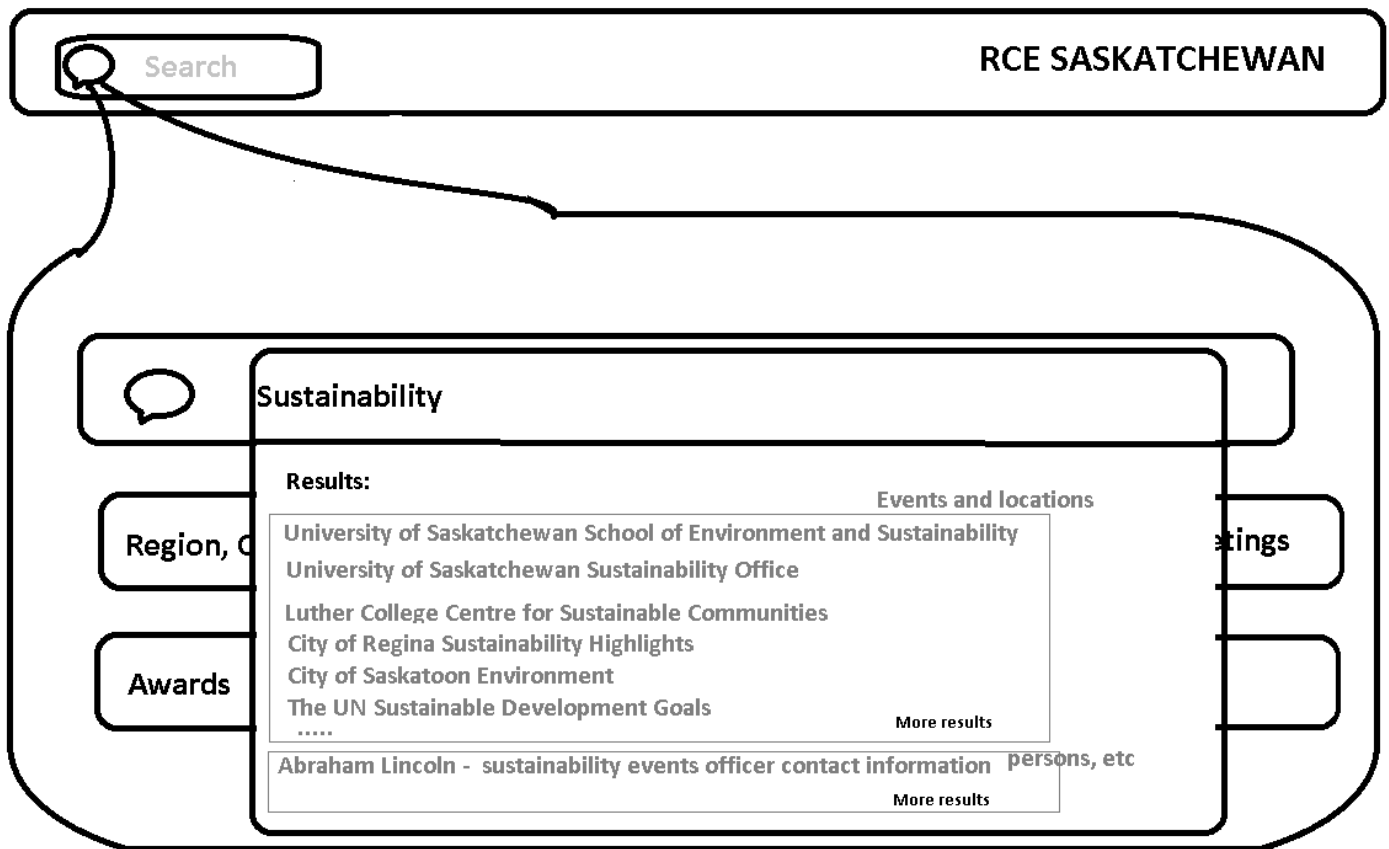 Search
RCE SASKATCHEWAN
Sustainability
Results:
Events and locations
University of Saskatchewan School of Environment and Sustainability
University of Saskatchewan Sustainability Office
Luther College Centre for Sustainable Communities
City of Regina Sustainability Highlights
City of Saskatoon Environment
The UN Sustainable Development Goals
.....
More results
Region,
Awards
Abraham Lincoln - sustainability events officer contact information
persons, etc
More results